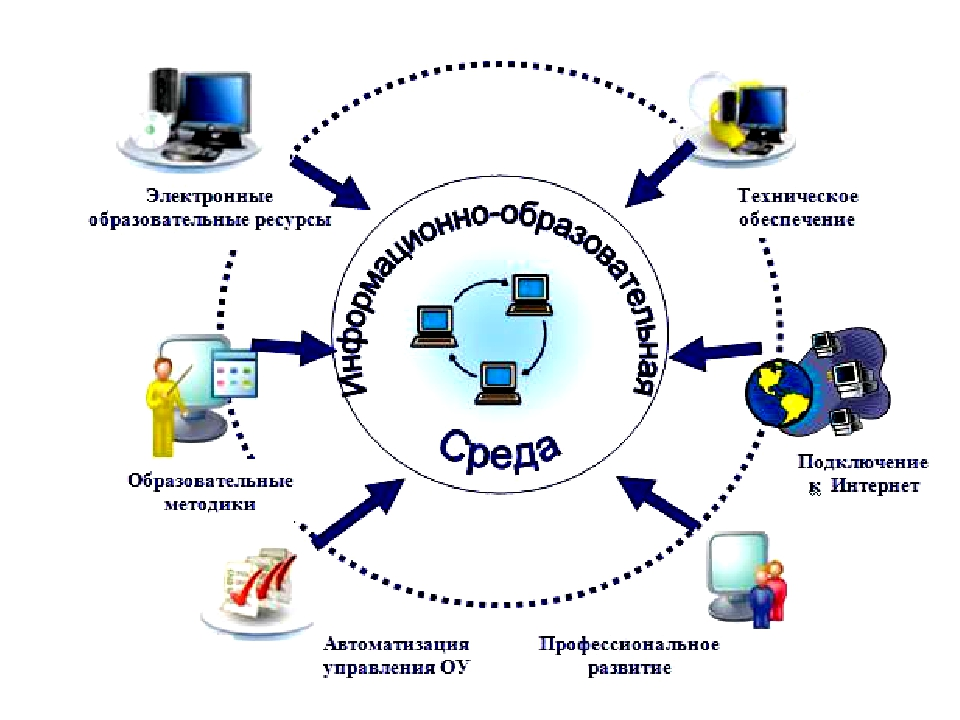 Электронные
образовательные ресурсы
Техническое
обеспечение
Информационно-образовательная
Среда
Образовательные
методики
Подключение
к Интернет
Автоматизация
управления ОУ
Профессиональное
развитие